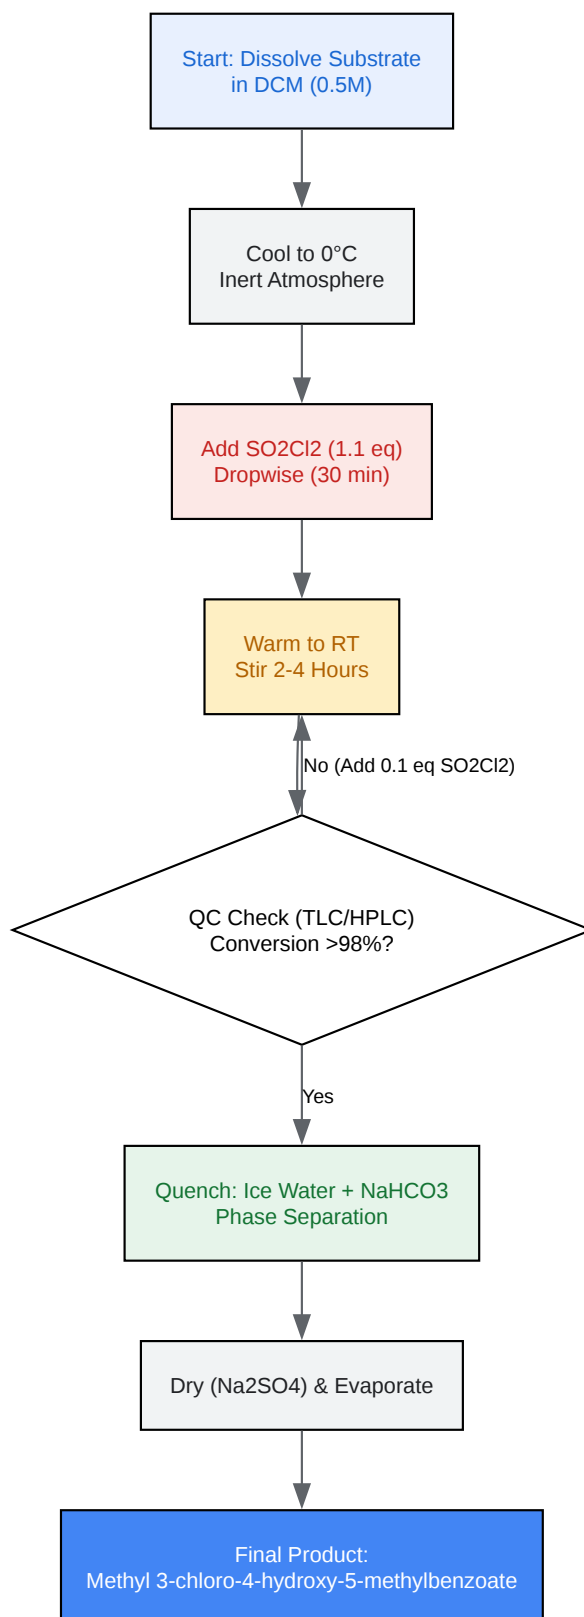 Start: Dissolve Substrate
in DCM (0.5M)
Cool to 0°C
Inert Atmosphere
Add SO2Cl2 (1.1 eq)
Dropwise (30 min)
Warm to RT
Stir 2-4 Hours
No (Add 0.1 eq SO2Cl2)
QC Check (TLC/HPLC)
Conversion >98%?
Yes
Quench: Ice Water + NaHCO3
Phase Separation
Dry (Na2SO4) & Evaporate
Final Product:
Methyl 3-chloro-4-hydroxy-5-methylbenzoate